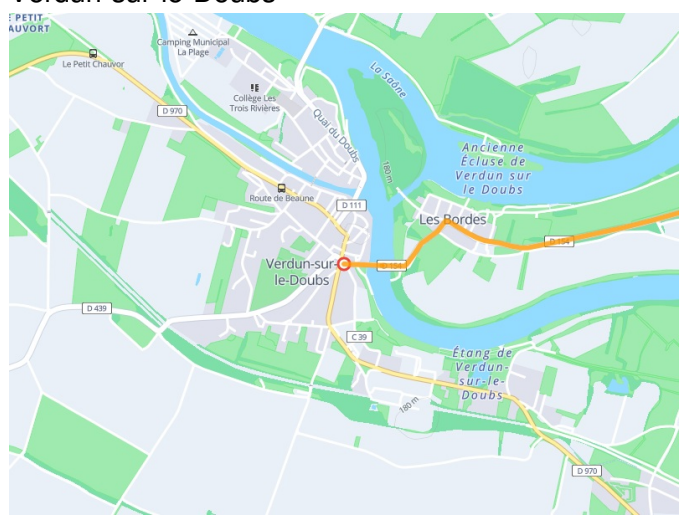 Verdun-sur-le-Doubs
E PETIT
AUVORT
Camping Municipal
La Plage
Le Petit Chauvor
La Saône
Collège Les
Trois Rivières
D 970
Quai du Doubs
Ancienne
Écluse de
Verdun sur
le Doubs
180 m
Route de Beaune
D 111
Les Bordes
D 154
Verdun-sur-
le-Doubs
D 154
D 439
C 39
Étang de
Verdun-
sur-le-
Doubs
180 m
D 970